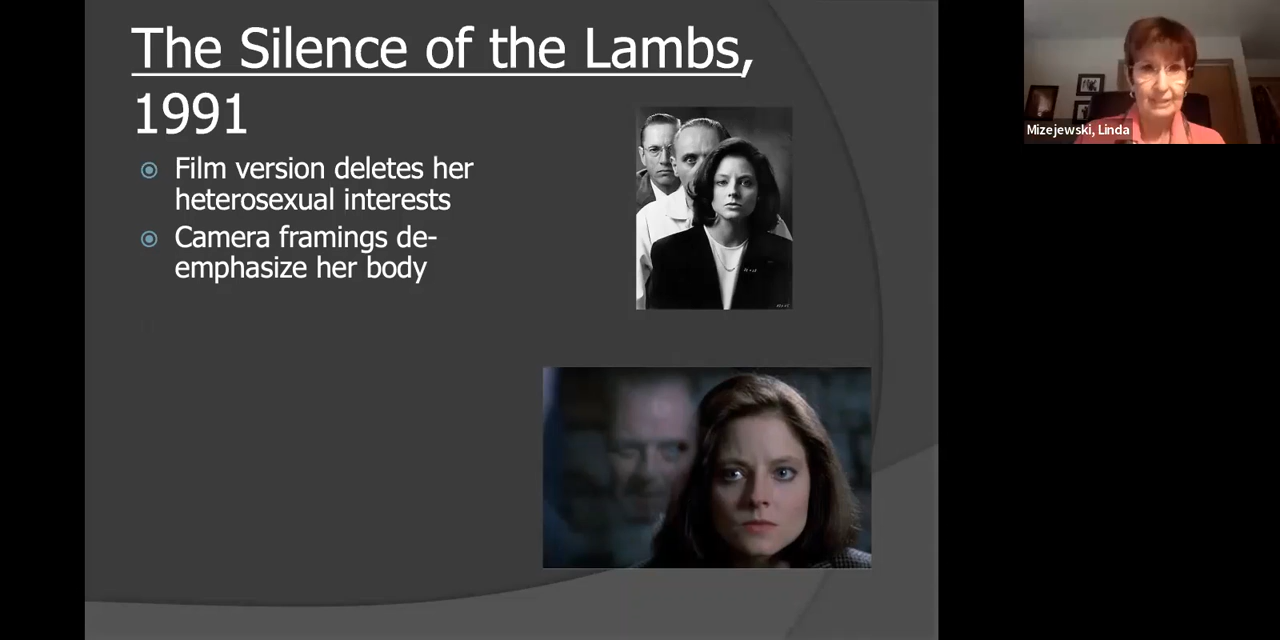 The Silence of the Lambs,
1991
Film version deletes her
heterosexual interests
Camera framings de-
emphasize her body
Mizejewski, Linda